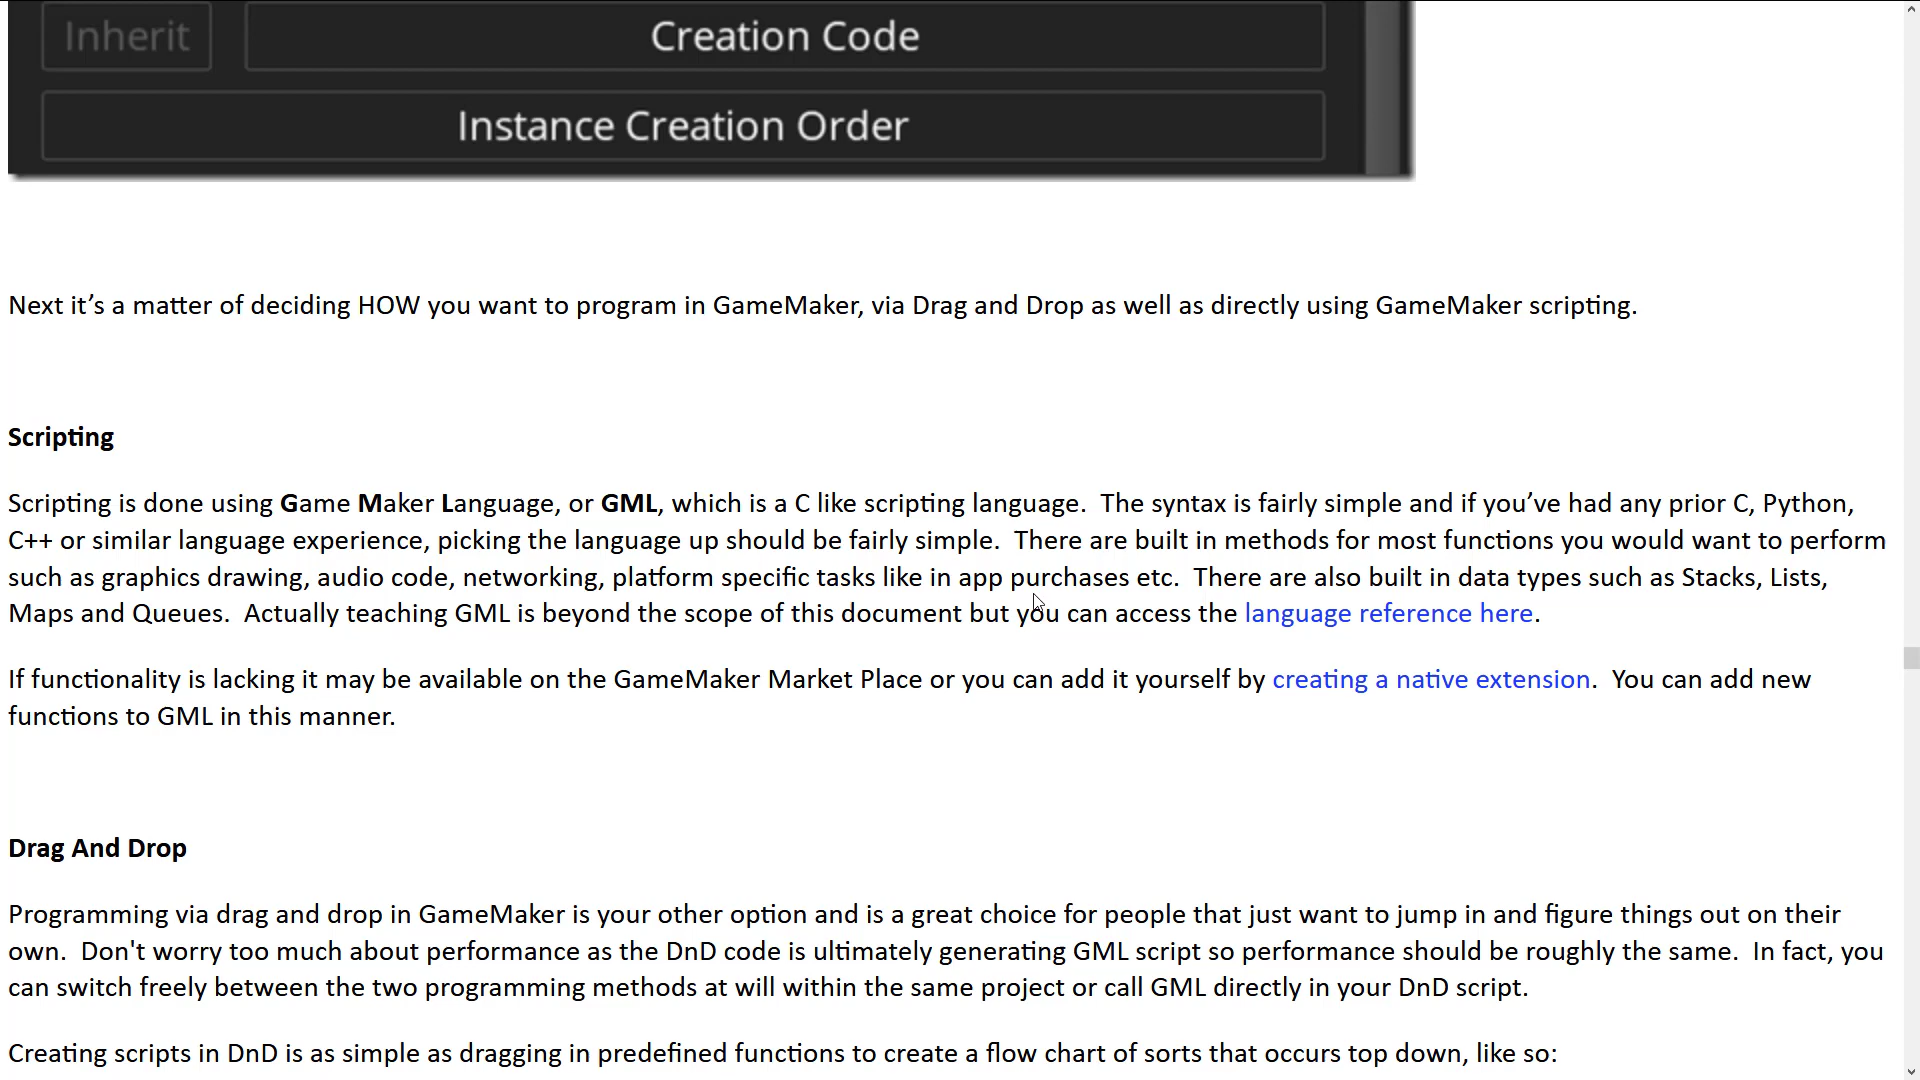 Inherit Creation Code
Instance Creation Order
Next it’s a matter of deciding HOW you want to program in GameMaker, via Drag and Drop as well as directly using GameMaker scripting.
Scripting
Scripting is done using Game Maker Language, or GML, which is a C like scripting language.  The syntax is fairly simple and if you’ve had any prior C, Python,
C++ or similar language experience, picking the language up should be fairly simple.  There are built in methods for most functions you would want to perform
such as graphics drawing, audio code, networking, platform specific tasks like in app purchases etc.  There are also built in data types such as Stacks, Lists,
Maps and Queues.  Actually teaching GML is beyond the scope of this document but you can access the language reference here.
If functionality is lacking it may be available on the GameMaker Market Place or you can add it yourself by creating a native extension.  You can add new
functions to GML in this manner.
Drag And Drop
Programming via drag and drop in GameMaker is your other option and is a great choice for people that just want to jump in and figure things out on their
own.  Don't worry too much about performance as the DnD code is ultimately generating GML script so performance should be roughly the same.  In fact, you
can switch freely between the two programming methods at will within the same project or call GML directly in your DnD script.
Creating scripts in DnD is as simple as dragging in predefined functions to create a flow chart of sorts that occurs top down, like so: